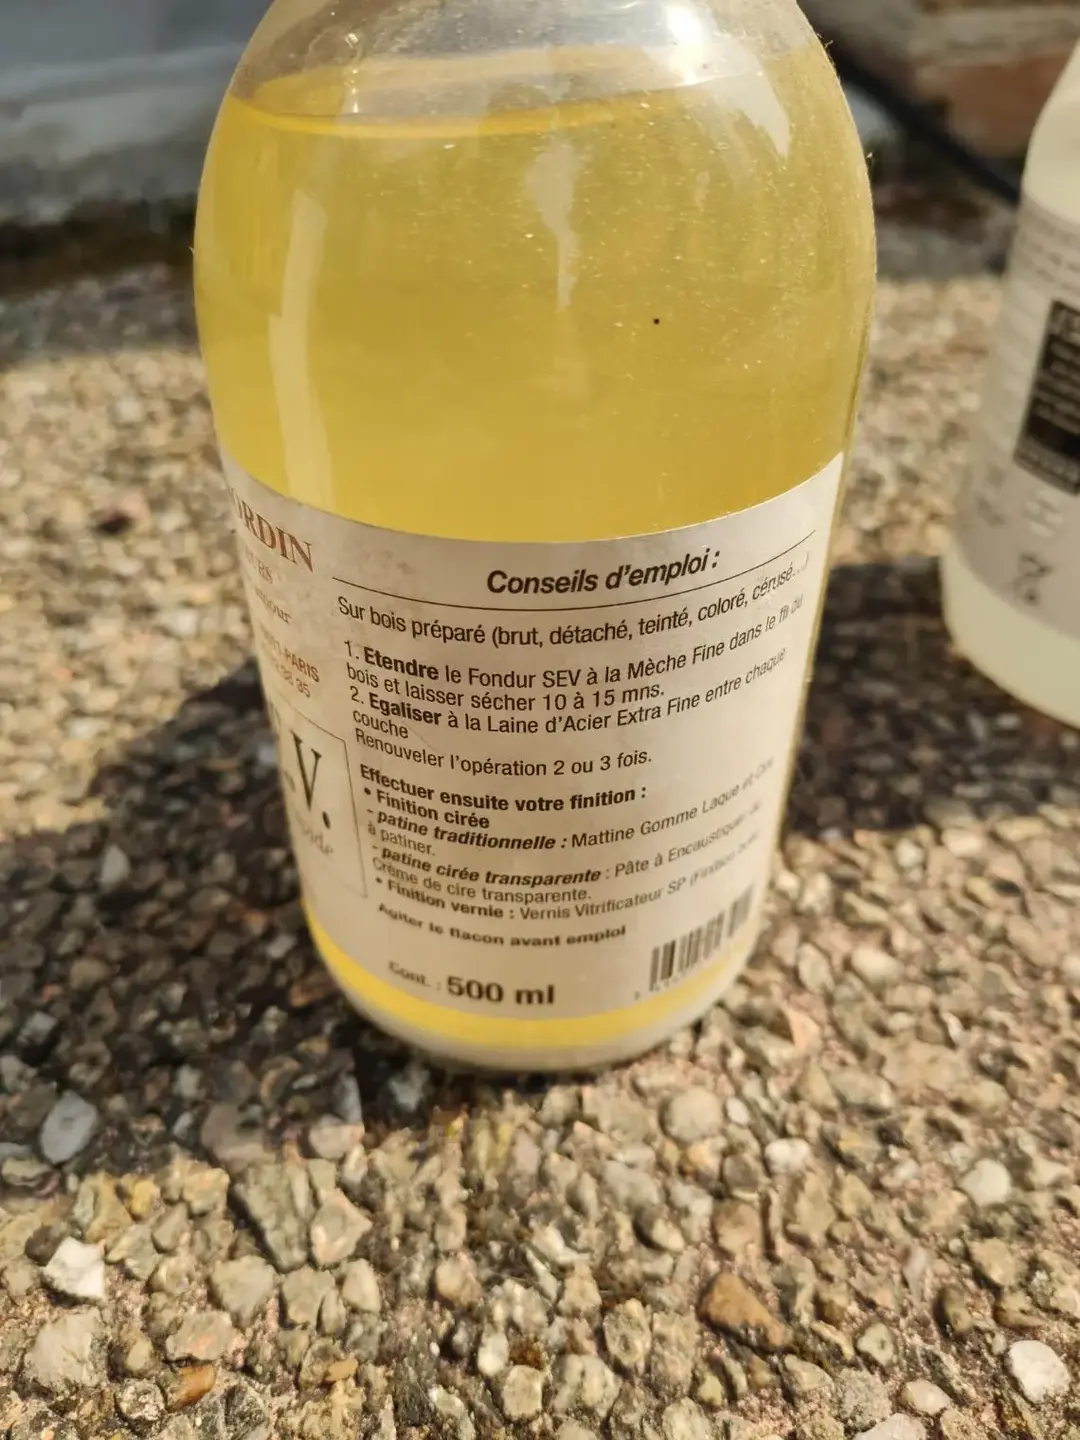 ORDIN
PARIS
V.
Conseils d'emploi :
Sur bois préparé (brut, détaché, teinté, coloré, cérusé...)
1. Etendre le Fondur SEV à la Mèche Fine dans le fil du
bois et laisser sécher 10 à 15 mns.
2. Egaliser à la Laine d'Acier Extra Fine entre chaque
couche
Renouveler l'opération 2 ou 3 fois.
Effectuer ensuite votre finition :
• Finition cirée
- patine traditionnelle : Mattine Gomme Laque et Cire
à patiner.
- patine cirée transparente : Pâte à Encaustiquer
Crème de cire transparente.
• Finition vernie : Vernis Vitrificateur SP (Finition
Agiter le flacon avant emploi
Cont. : 500 ml